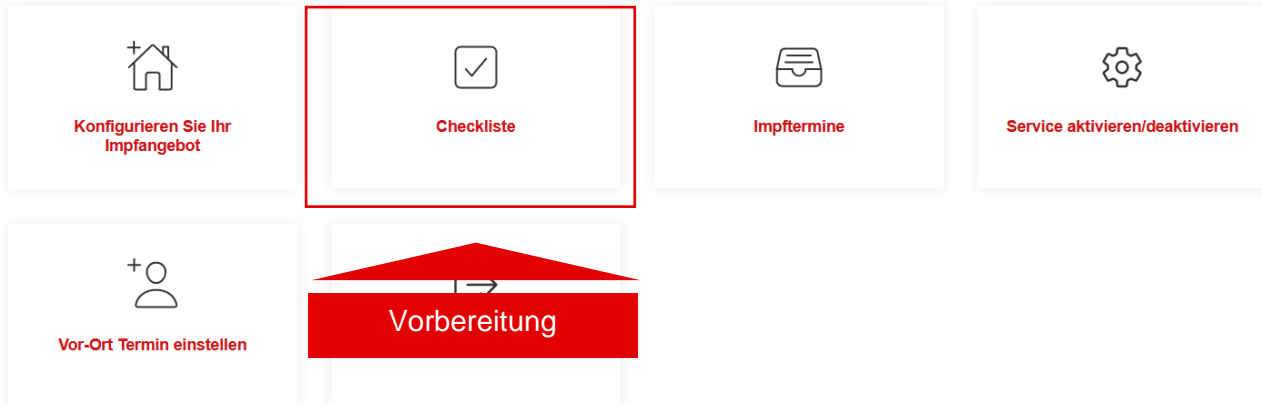 Konfigurieren Sie Ihr
Impfangebot
Checkliste
Impftermine
Service aktivieren/deaktivieren
Vor-Ort Termin einstellen
Vorbereitung